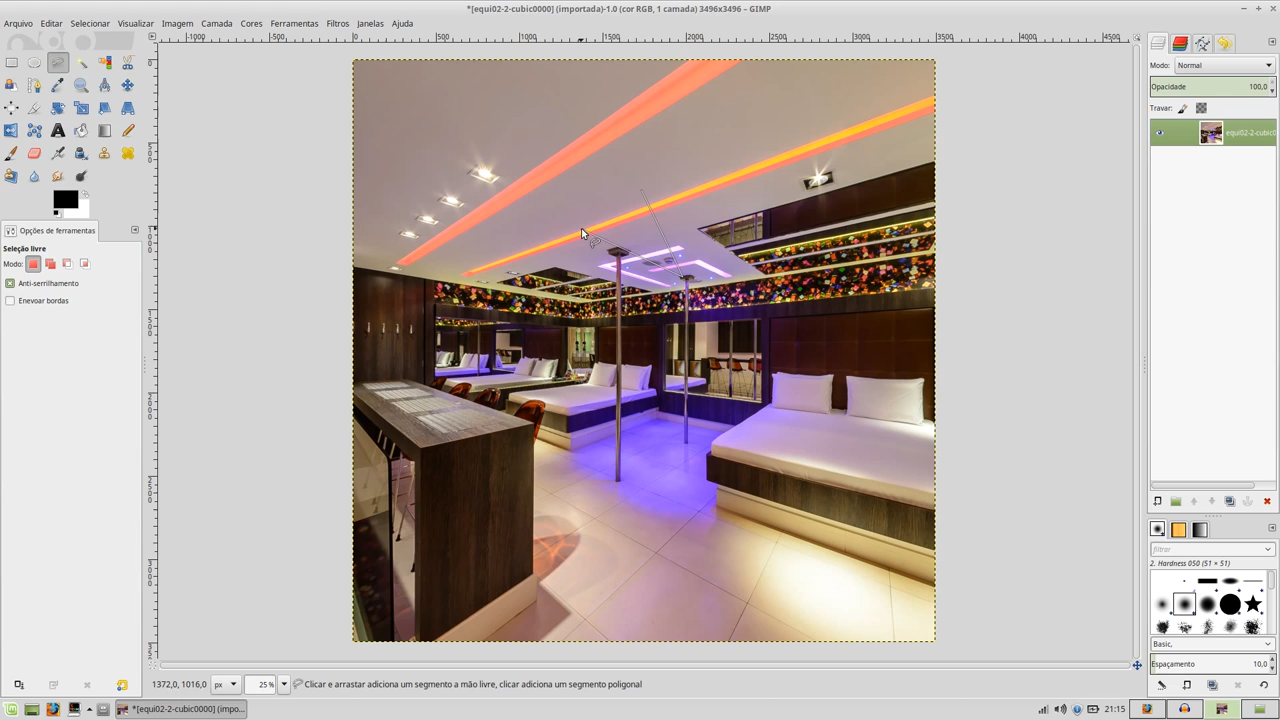 *[equi02-2-cubic0000] (importada)-1.0 (cor RGB, 1 camada) 3496x3496 – GIMP
Arquivo Editar Selecionar Visualizar Imagem Camada Cores Ferramentas Filtros Janelas Ajuda
-1000 -500 0 500 1000 1500 2000 2500 3000 3500 4000 4500
Modo: Normal
Opacidade 100,0
Travar:
equi02-2-cubic0
Opções de ferramentas
Seleção livre
Modo:
Anti-serrilhamento
Enevoar bordas
filtrar
2. Hardness 050 (51 × 51)
Basic,
Espaçamento 10,0
1372,0, 1016,0 px 25 % Clicar e arrastar adiciona um segmento a mão livre, clicar adiciona um segmento poligonal
*[equi02-2-cubic0000] (impo...
21:15